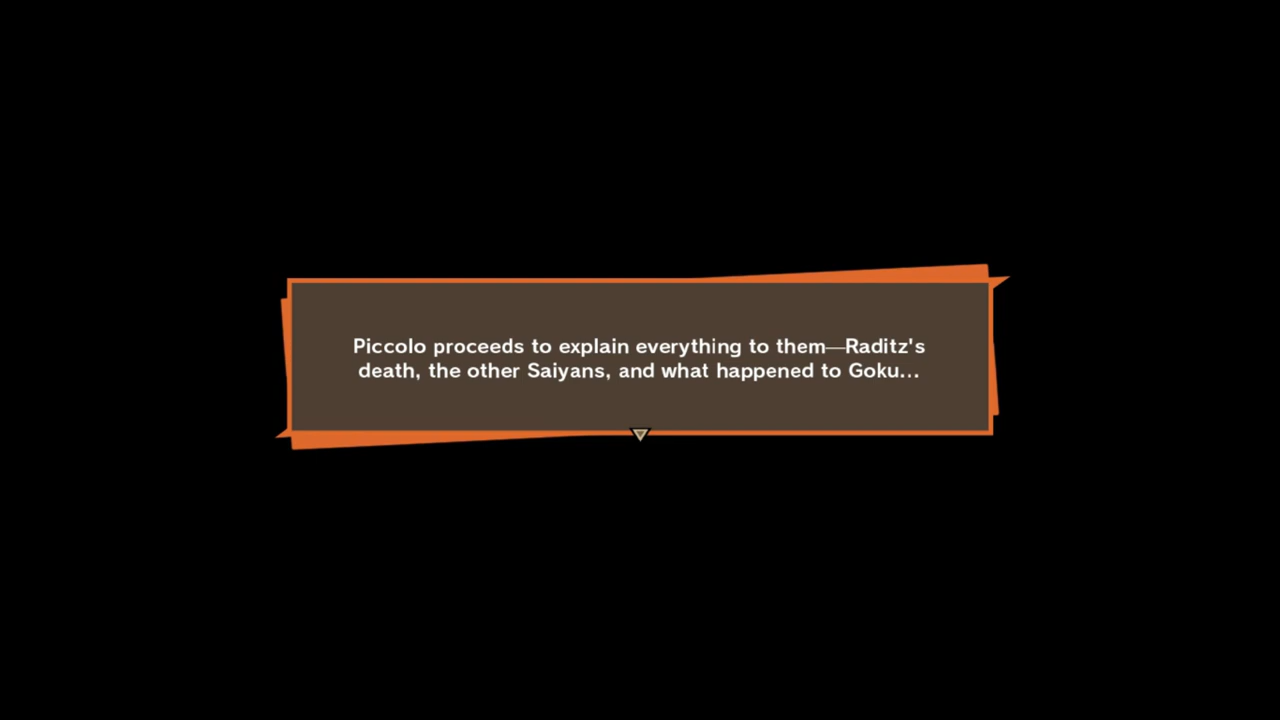 Piccolo proceeds to explain everything to them—Raditz's
death, the other Saiyans, and what happened to Goku...